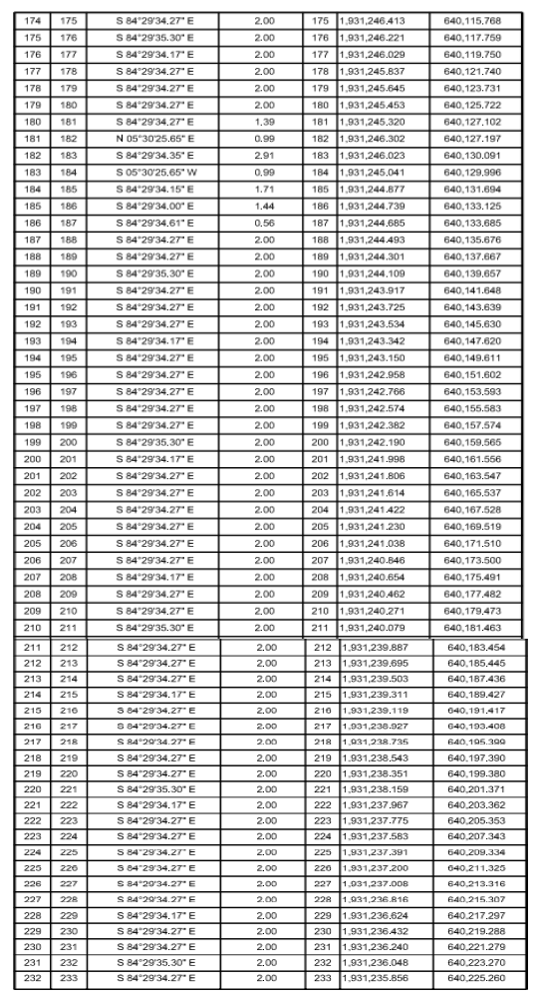 174 175 S 84°29'34.27" E 2.00 175 1,931,246.413 640,115.768
175 176 S 84°29'35.30" E 2.00 176 1,931,246.221 640,117.759
176 177 S 84°29'34.17" E 2.00 177 1,931,246.029 640,119.750
177 178 S 84°29'34.27" E 2.00 178 1,931,245.837 640,121.740
178 179 S 84°29'34.27" E 2.00 179 1,931,245.645 640,123.731
179 180 S 84°29'34.27" E 2.00 180 1,931,245.453 640,125.722
180 181 S 84°29'34.27" E 1.39 181 1,931,245.320 640,127.102
181 182 N 05°30'25.65" E 0.99 182 1,931,246.302 640,127.197
182 183 S 84°29'34.35" E 2.91 183 1,931,246.023 640,130.091
183 184 S 05°30'25.65" W 0.99 184 1,931,245.041 640,129.996
184 185 S 84°29'34.15" E 1.71 185 1,931,244.877 640,131.694
185 186 S 84°29'34.00" E 1.44 186 1,931,244.739 640,133.125
186 187 S 84°29'34.61" E 0.56 187 1,931,244.685 640,133.685
187 188 S 84°29'34.27" E 2.00 188 1,931,244.493 640,135.676
188 189 S 84°29'34.27" E 2.00 189 1,931,244.301 640,137.667
189 190 S 84°29'35.30" E 2.00 190 1,931,244.109 640,139.657
190 191 S 84°29'34.27" E 2.00 191 1,931,243.917 640,141.648
191 192 S 84°29'34.27" E 2.00 192 1,931,243.725 640,143.639
192 193 S 84°29'34.27" E 2.00 193 1,931,243.534 640,145.630
193 194 S 84°29'34.17" E 2.00 194 1,931,243.342 640,147.620
194 195 S 84°29'34.27" E 2.00 195 1,931,243.150 640,149.611
195 196 S 84°29'34.27" E 2.00 196 1,931,242.958 640,151.602
196 197 S 84°29'34.27" E 2.00 197 1,931,242.766 640,153.593
197 198 S 84°29'34.27" E 2.00 198 1,931,242.574 640,155.583
198 199 S 84°29'34.27" E 2.00 199 1,931,242.382 640,157.574
199 200 S 84°29'35.30" E 2.00 200 1,931,242.190 640,159.565
200 201 S 84°29'34.17" E 2.00 201 1,931,241.998 640,161.556
201 202 S 84°29'34.27" E 2.00 202 1,931,241.806 640,163.547
202 203 S 84°29'34.27" E 2.00 203 1,931,241.614 640,165.537
203 204 S 84°29'34.27" E 2.00 204 1,931,241.422 640,167.528
204 205 S 84°29'34.27" E 2.00 205 1,931,241.230 640,169.519
205 206 S 84°29'34.27" E 2.00 206 1,931,241.038 640,171.510
206 207 S 84°29'34.27" E 2.00 207 1,931,240.846 640,173.500
207 208 S 84°29'34.17" E 2.00 208 1,931,240.654 640,175.491
208 209 S 84°29'34.27" E 2.00 209 1,931,240.462 640,177.482
209 210 S 84°29'34.27" E 2.00 210 1,931,240.271 640,179.473
210 211 S 84°29'35.30" E 2.00 211 1,931,240.079 640,181.463
211 212 S 84°29'34.27" E 2.00 212 1,931,239.887 640,183.454
212 213 S 84°29'34.27" E 2.00 213 1,931,239.695 640,185.445
213 214 S 84°29'34.27" E 2.00 214 1,931,239.503 640,187.436
214 215 S 84°29'34.17" E 2.00 215 1,931,239.311 640,189.427
215 216 S 84°29'34.27" E 2.00 216 1,931,239.119 640,191.417
216 217 S 84°29'34.27" E 2.00 217 1,931,238.927 640,193.408
217 218 S 84°29'34.27" E 2.00 218 1,931,238.735 640,195.399
218 219 S 84°29'34.27" E 2.00 219 1,931,238.543 640,197.390
219 220 S 84°29'34.27" E 2.00 220 1,931,238.351 640,199.380
220 221 S 84°29'35.30" E 2.00 221 1,931,238.159 640,201.371
221 222 S 84°29'34.17" E 2.00 222 1,931,237.967 640,203.362
222 223 S 84°29'34.27" E 2.00 223 1,931,237.775 640,205.353
223 224 S 84°29'34.27" E 2.00 224 1,931,237.583 640,207.343
224 225 S 84°29'34.27" E 2.00 225 1,931,237.391 640,209.334
225 226 S 84°29'34.27" E 2.00 226 1,931,237.200 640,211.325
226 227 S 84°29'34.27" E 2.00 227 1,931,237.008 640,213.316
227 228 S 84°29'34.27" E 2.00 228 1,931,236.816 640,215.307
228 229 S 84°29'34.17" E 2.00 229 1,931,236.624 640,217.297
229 230 S 84°29'34.27" E 2.00 230 1,931,236.432 640,219.288
230 231 S 84°29'34.27" E 2.00 231 1,931,236.240 640,221.279
231 232 S 84°29'35.30" E 2.00 232 1,931,236.048 640,223.270
232 233 S 84°29'34.27" E 2.00 233 1,931,235.856 640,225.260